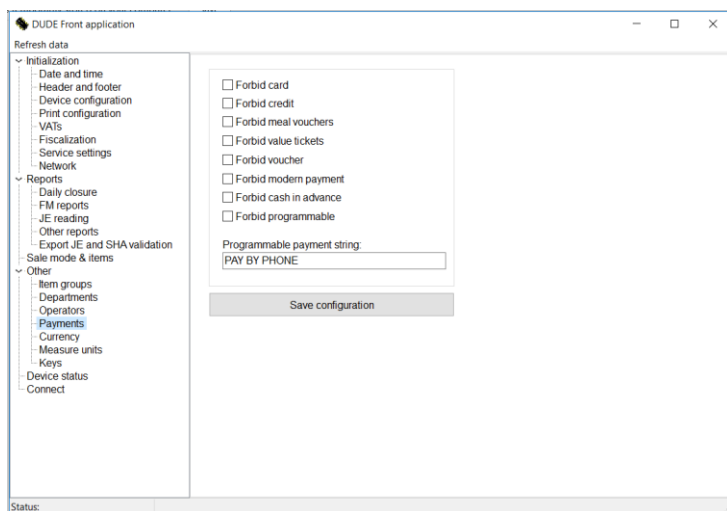 DUDE Front application
Refresh data
Initialization
Date and time
Header and footer
Device configuration
Print configuration
VATs
Fiscalization
Service settings
Network
Reports
Daily closure
FM reports
JE reading
Other reports
Export JE and SHA validation
Sale mode & items
Other
Item groups
Departments
Operators
Payments
Currency
Measure units
Keys
Device status
Connect
Forbid card
Forbid credit
Forbid meal vouchers
Forbid value tickets
Forbid voucher
Forbid modern payment
Forbid cash in advance
Forbid programmable
Programmable payment string:
PAY BY PHONE
Save configuration
Status: